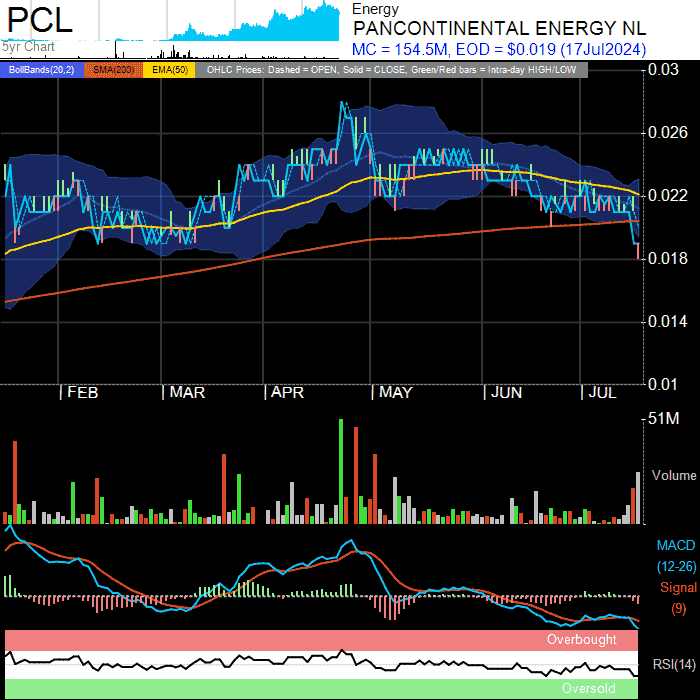 PCL
5yr Chart
Energy
PANCONTINENTAL ENERGY NL
MC = 154.5M, EOD = $0.019 (17Jul2024)
BollBands(20,2) SMA(200) EMA(50) OHLC Prices: Dashed = OPEN, Solid = CLOSE, Green/Red bars = Intra-day HIGH/LOW
0.03
0.026
0.022
0.018
0.014
0.01
FEB MAR APR MAY JUN JUL
51M
Volume
MACD
(12-26)
Signal
(9)
Overbought
RSI(14)
Oversold